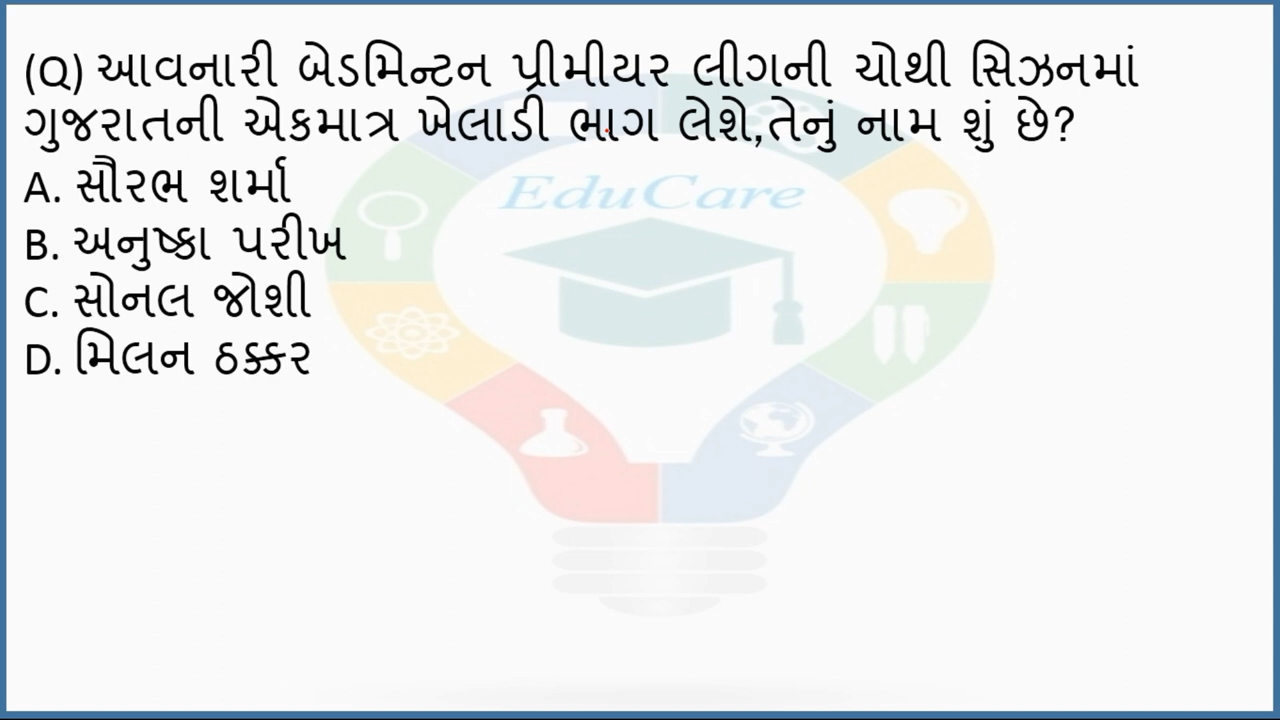 (Q) આવનારી બેડમિન્ટન પ્રીમીયર લીગની ચોથી સિઝનમાં
ગુજરાતની એકમાત્ર ખેલાડી ભાગ લેશે,તેનું નામ શું છે?
A. સૌરભ શર્મા
B. અનુષ્કા પરીખ
C. સોનલ જોશી
D. મિલન ઠક્કર
EduCare